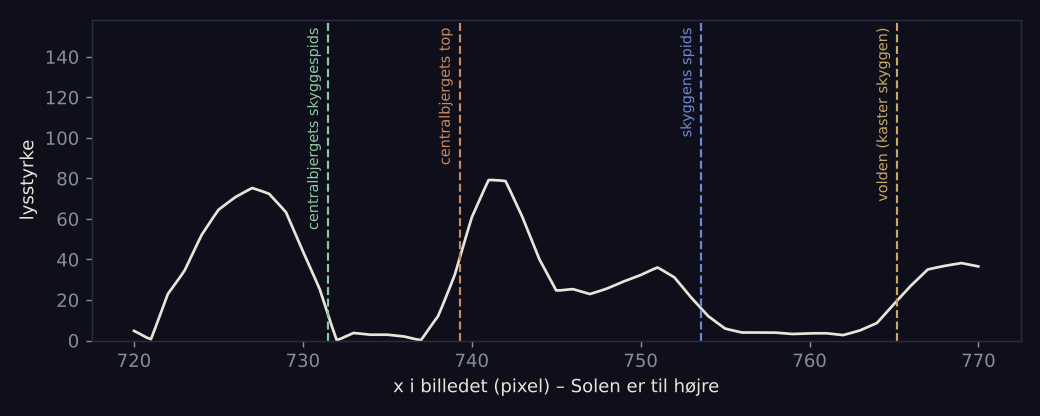 centralbjergets skyggespids
centralbjergets top
skyggens spids
volden (kaster skyggen)
lysstyrke
140
120
100
80
60
40
20
0
720
730
740
750
760
770
x i billedet (pixel) – Solen er til højre